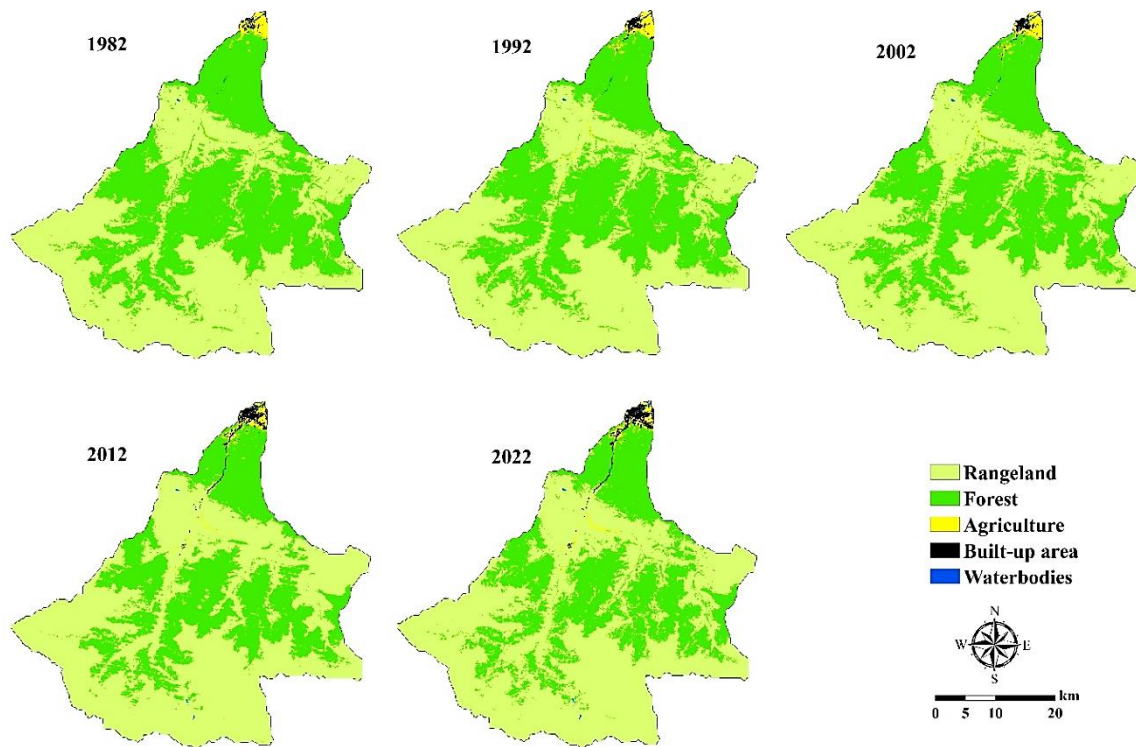 1982
1992
2002
2012
2022
Rangeland
Forest
Agriculture
Built-up area
Waterbodies
N
W E
S
km
0 5 10 20